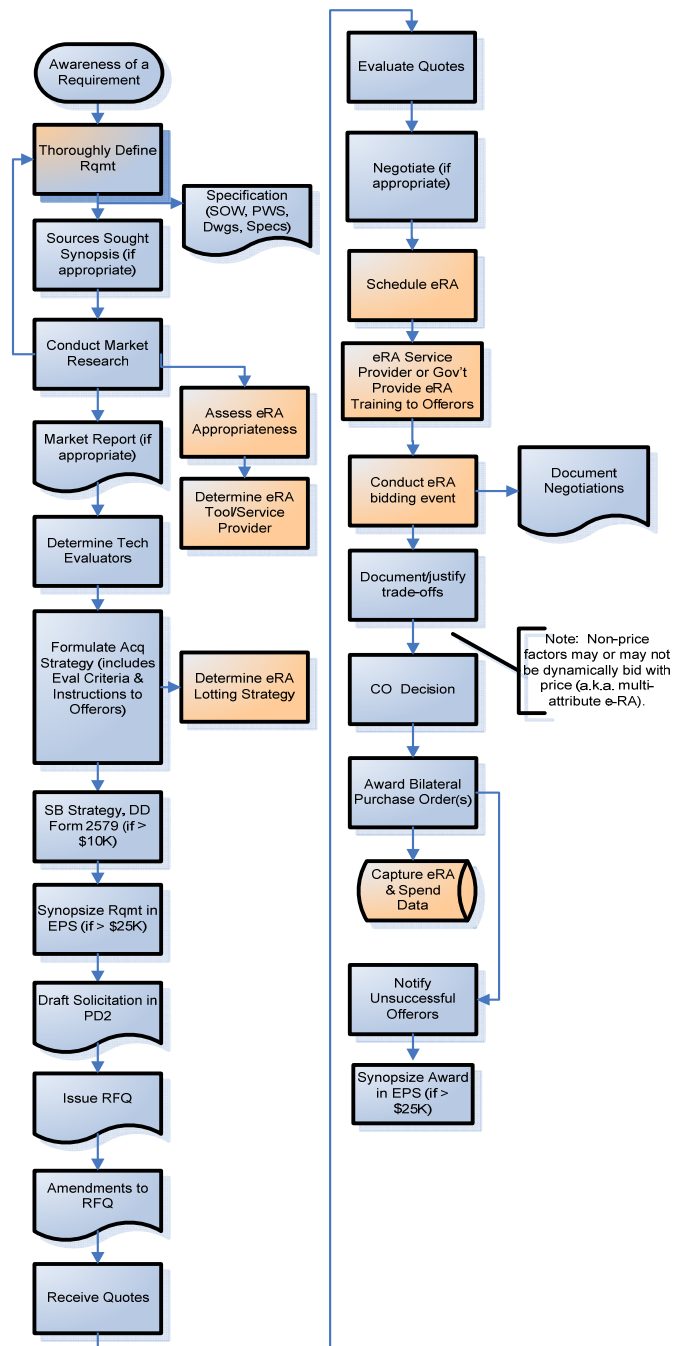 Awareness of a
Requirement
Thoroughly Define
Rqmt
Specification
(SOW, PWS,
Dwgs, Specs)
Sources Sought
Synopsis (if
appropriate)
Conduct Market
Research
Assess eRA
Appropriateness
Market Report (if
appropriate)
Determine eRA
Tool/Service
Provider
Determine Tech
Evaluators
Formulate Acq
Strategy (includes
Eval Criteria &
Instructions to
Offerors)
Determine eRA
Lotting Strategy
SB Strategy, DD
Form 2579 (if >
$10K)
Synopsize Rqmt in
EPS (if > $25K)
Draft Solicitation in
PD2
Issue RFQ
Amendments to
RFQ
Receive Quotes
Evaluate Quotes
Negotiate (if
appropriate)
Schedule eRA
eRA Service
Provider or Gov't
Provide eRA
Training to Offerors
Conduct eRA
bidding event
Document
Negotiations
Document/justify
trade-offs
Note:  Non-price
factors may or may not
be dynamically bid with
price (a.k.a. multi-
attribute e-RA).
CO  Decision
Award Bilateral
Purchase Order(s)
Capture eRA
& Spend
Data
Notify
Unsuccessful
Offerors
Synopsize Award
in EPS (if >
$25K)